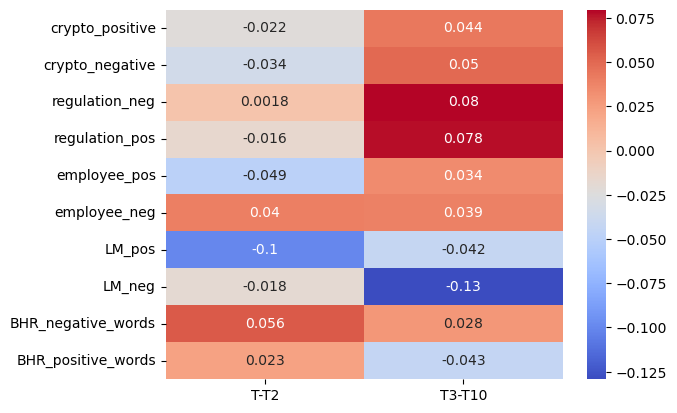 crypto_positive -0.022 0.044
crypto_negative -0.034 0.05
regulation_neg 0.0018 0.08
regulation_pos -0.016 0.078
employee_pos -0.049 0.034
employee_neg 0.04 0.039
LM_pos -0.1 -0.042
LM_neg -0.018 -0.13
BHR_negative_words 0.056 0.028
BHR_positive_words 0.023 -0.043
T-T2 T3-T10
0.075
0.050
0.025
0.000
−0.025
−0.050
−0.075
−0.100
−0.125